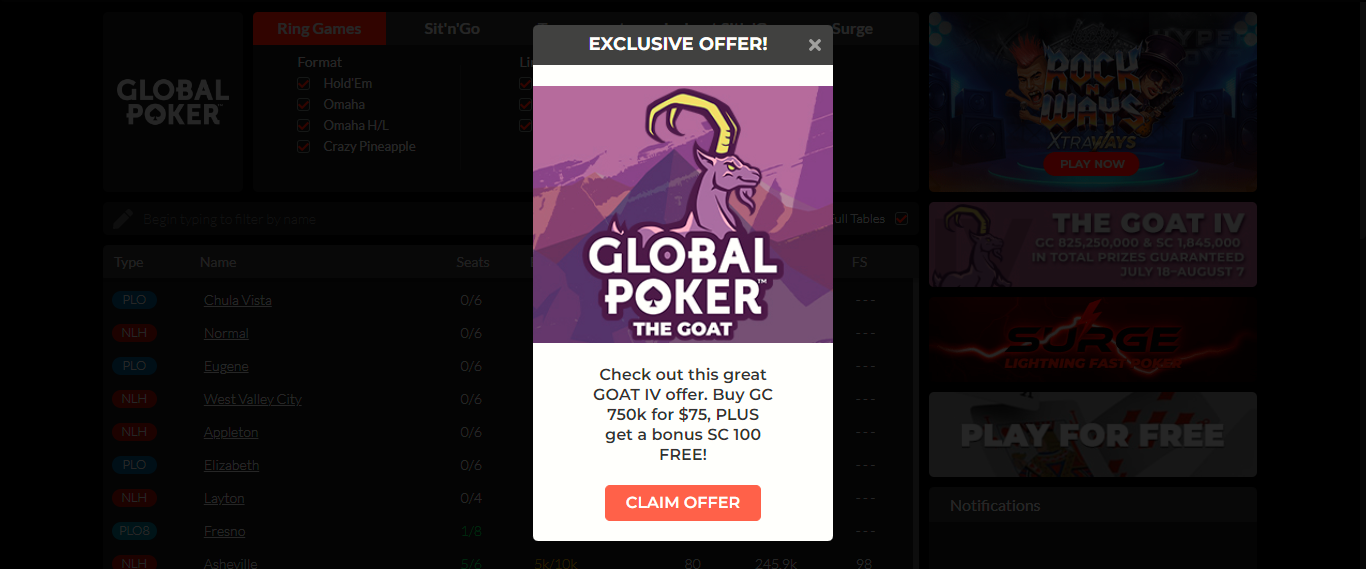 GLOBAL
POKER
Ring Games
Sit'n'Go
Surge
Format
Hold'Em
Omaha
Omaha H/L
Crazy Pineapple
Begin typing to filter by name
Full Tables
Type Name Seats FS
PLO Chula Vista 0/6 ---
NLH Normal 0/6 ---
PLO Eugene 0/6 ---
NLH West Valley City 0/6 ---
NLH Appleton 0/6 ---
PLO Elizabeth 0/6 ---
NLH Layton 0/4 ---
PLO8 Fresno 1/8 ---
NLH Asheville 5/6 5k/10k 80 245.9k 98
EXCLUSIVE OFFER!
GLOBAL
POKER™
THE GOAT
Check out this great
GOAT IV offer. Buy GC
750k for $75, PLUS
get a bonus SC 100
FREE!
CLAIM OFFER
ROCK
N
WAYS
XTRAWAYS
PLAY NOW
THE GOAT IV
GC 825,250,000 & SC 1,845,000
IN TOTAL PRIZES GUARANTEED
JULY 18-AUGUST 7
SURGE
LIGHTNING FAST POKER
PLAY FOR FREE
Notifications